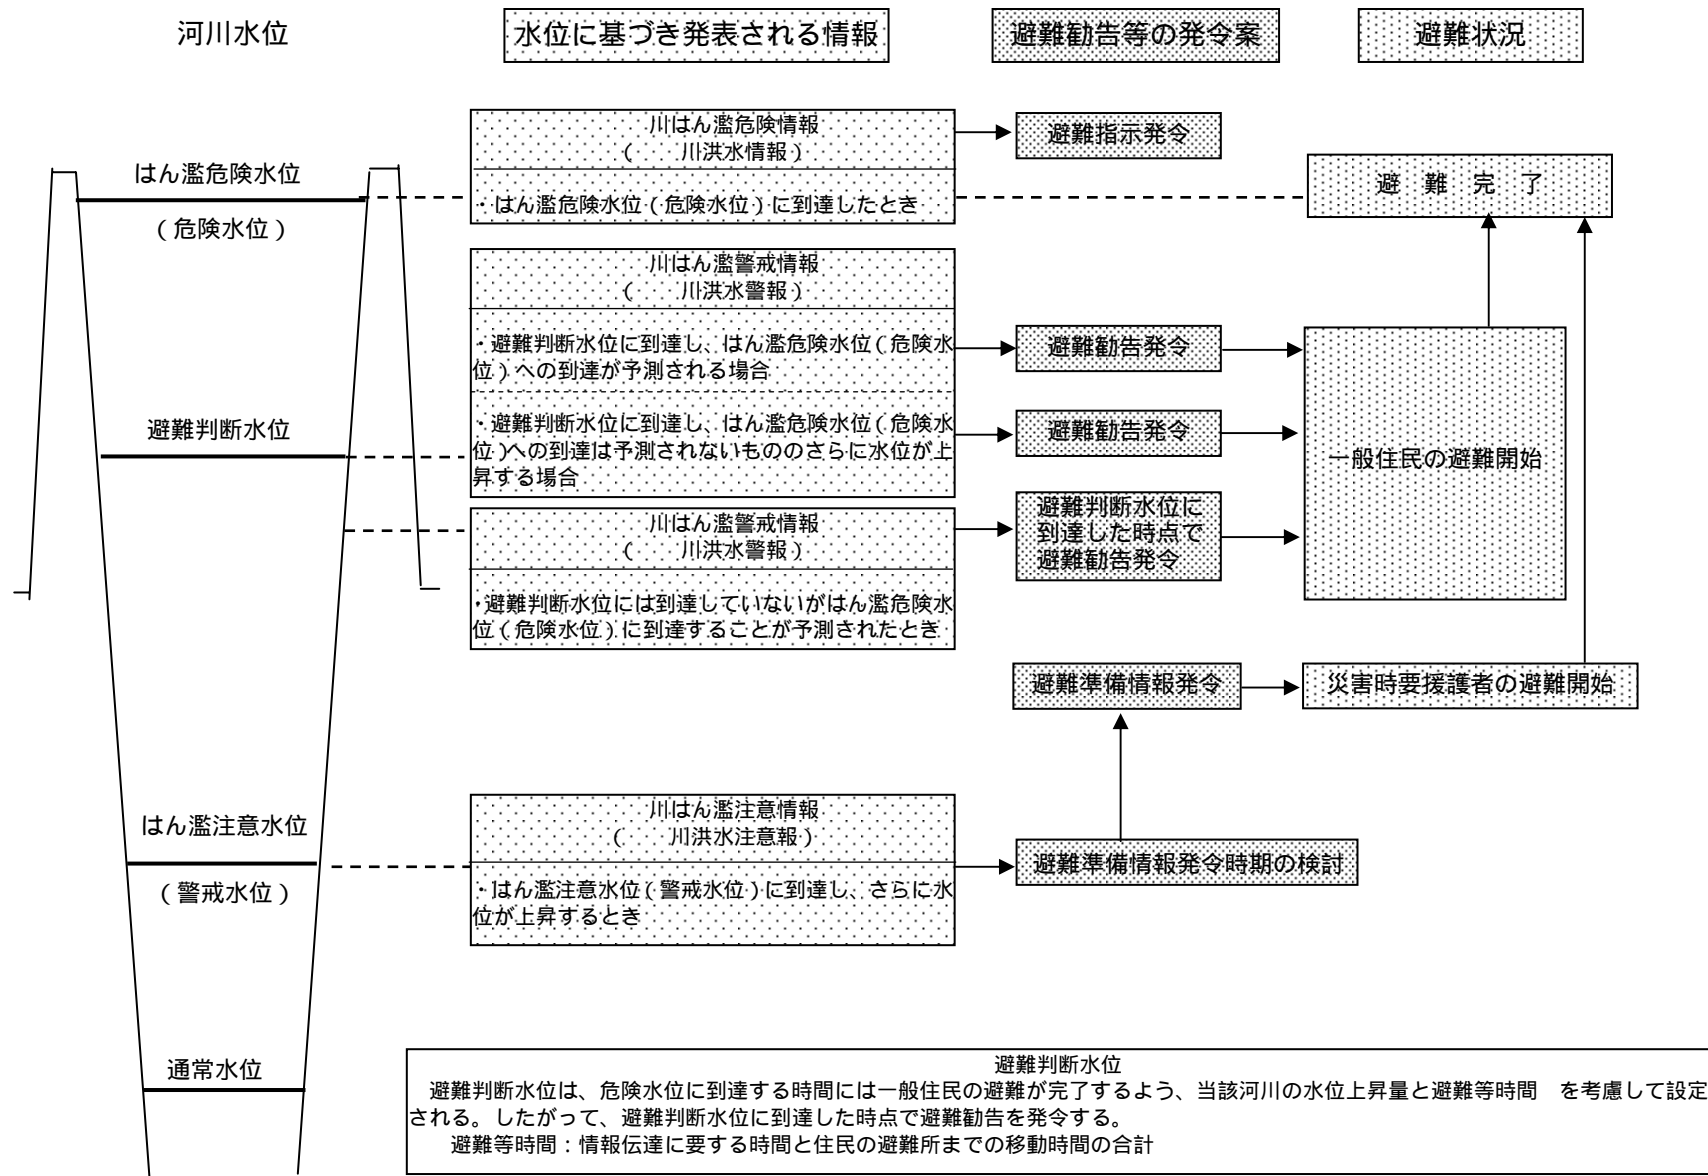 河川水位
水位に基づき発表される情報
避難勧告等の発令案
避難状況
川はん濫危険情報
(　　川洪水情報)
・はん濫危険水位(危険水位)に到達したとき
避難指示発令
避　難　完　了
はん濫危険水位
(危険水位)
川はん濫警戒情報
(　　川洪水警報)
・避難判断水位に到達し、はん濫危険水位(危険水
位)への到達が予測される場合
避難勧告発令
・避難判断水位に到達し、はん濫危険水位(危険水
位)への到達は予測されないもののさらに水位が上
昇する場合
避難勧告発令
一般住民の避難開始
避難判断水位
川はん濫警戒情報
(　　川洪水警報)
・避難判断水位には到達していないがはん濫危険水
位(危険水位)に到達することが予測されたとき
避難判断水位に
到達した時点で
避難勧告発令
避難準備情報発令
災害時要援護者の避難開始
はん濫注意水位
(警戒水位)
川はん濫注意情報
(　　川洪水注意報)
・はん濫注意水位(警戒水位)に到達し、さらに水
位が上昇するとき
避難準備情報発令時期の検討
通常水位
避難判断水位
避難判断水位は、危険水位に到達する時間には一般住民の避難が完了するよう、当該河川の水位上昇量と避難等時間　を考慮して設定
される。したがって、避難判断水位に到達した時点で避難勧告を発令する。
避難等時間：情報伝達に要する時間と住民の避難所までの移動時間の合計